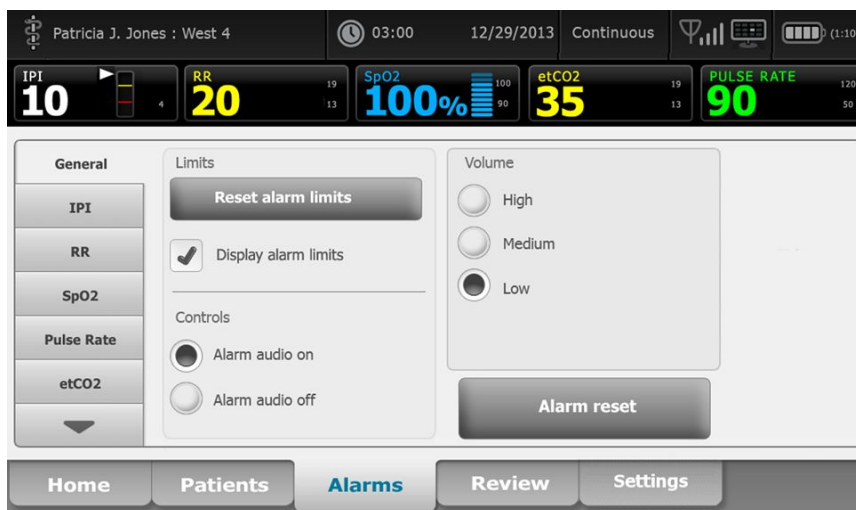 Patricia J. Jones : West 4
03:00
12/29/2013
Continuous
(1:10
IPI
10
4
RR
20
19
13
SpO2
100%
100
90
etCO2
35
19
13
PULSE RATE
90
120
50
General
IPI
RR
SpO2
Pulse Rate
etCO2
Limits
Reset alarm limits
Display alarm limits
Controls
Alarm audio on
Alarm audio off
Volume
High
Medium
Low
Alarm reset
Home
Patients
Alarms
Review
Settings